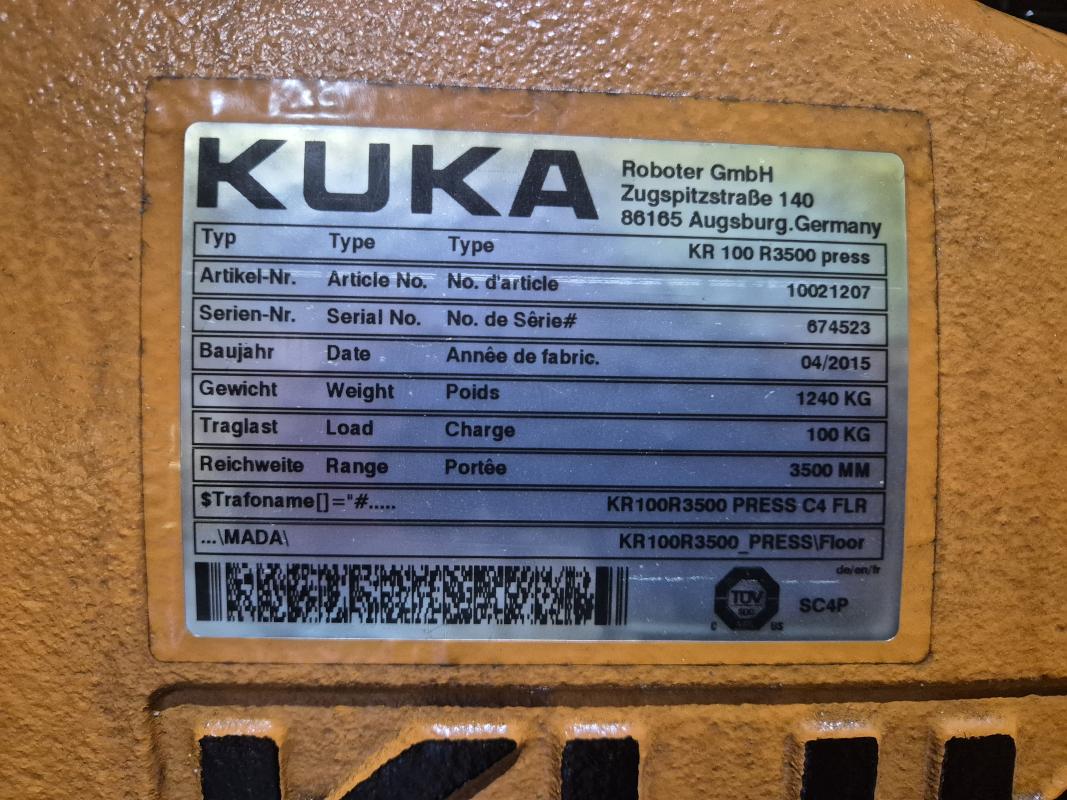 KUKA
Roboter GmbH
Zugspitzstraße 140
86165 Augsburg.Germany
Typ Type Type KR 100 R3500 press
Artikel-Nr. Article No. No. d'article 10021207
Serien-Nr. Serial No. No. de Sêrie# 674523
Baujahr Date Annêe de fabric. 04/2015
Gewicht Weight Poids 1240 KG
Traglast Load Charge 100 KG
Reichweite Range Portêe 3500 MM
$Trafoname[]="#..... KR100R3500 PRESS C4 FLR
...\MADA\ KR100R3500_PRESS\Floor
de/en/fr
TÜV
SÜD
C US
SC4P